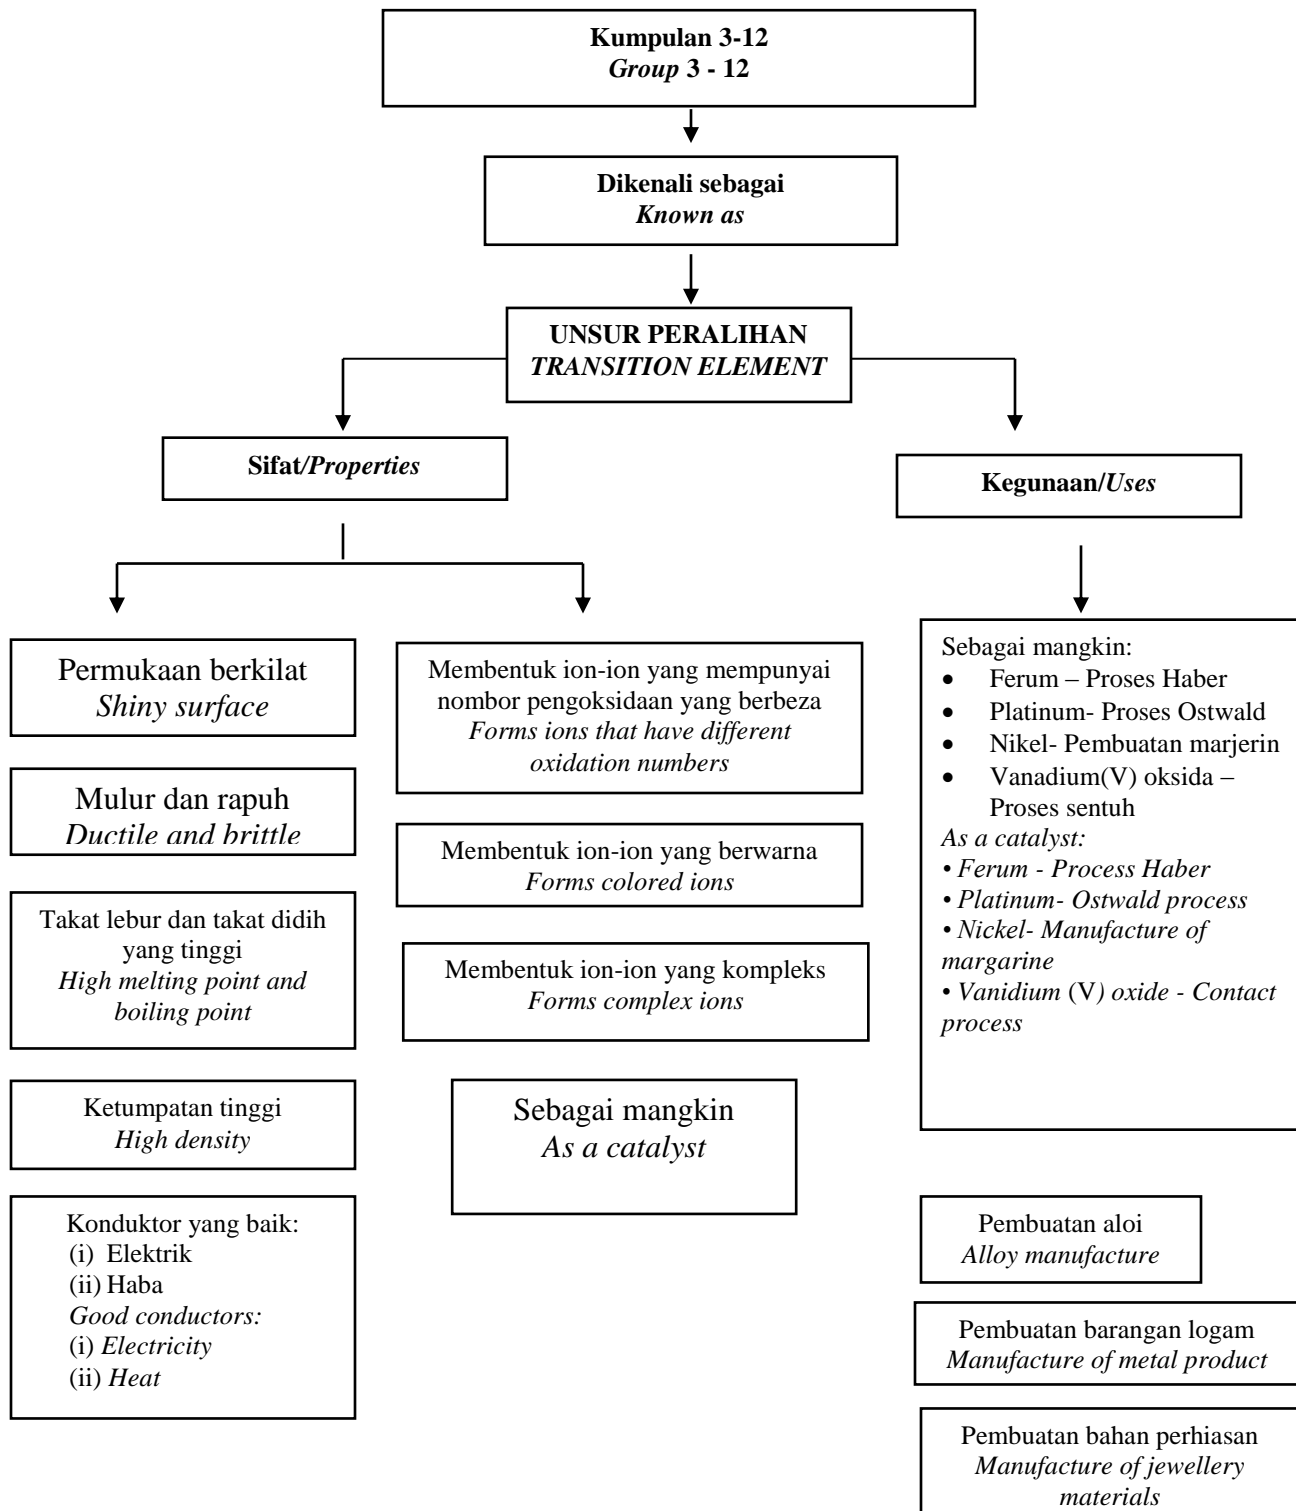 Kumpulan 3-12
Group 3 - 12
Dikenali sebagai
Known as
UNSUR PERALIHAN
TRANSITION ELEMENT
Sifat/Properties
Kegunaan/Uses
Permukaan berkilat
Shiny surface
Mulur dan rapuh
Ductile and brittle
Takat lebur dan takat didih
yang tinggi
High melting point and
boiling point
Ketumpatan tinggi
High density
Konduktor yang baik:
(i) Elektrik
(ii) Haba
Good conductors:
(i) Electricity
(ii) Heat
Membentuk ion-ion yang mempunyai
nombor pengoksidaan yang berbeza
Forms ions that have different
oxidation numbers
Membentuk ion-ion yang berwarna
Forms colored ions
Membentuk ion-ion yang kompleks
Forms complex ions
Sebagai mangkin
As a catalyst
Sebagai mangkin:
• Ferum – Proses Haber
• Platinum- Proses Ostwald
• Nikel- Pembuatan marjerin
• Vanadium(V) oksida –
Proses sentuh
As a catalyst:
• Ferum - Process Haber
• Platinum- Ostwald process
• Nickel- Manufacture of
margarine
• Vanidium (V) oxide - Contact
process
Pembuatan aloi
Alloy manufacture
Pembuatan barangan logam
Manufacture of metal product
Pembuatan bahan perhiasan
Manufacture of jewellery
materials